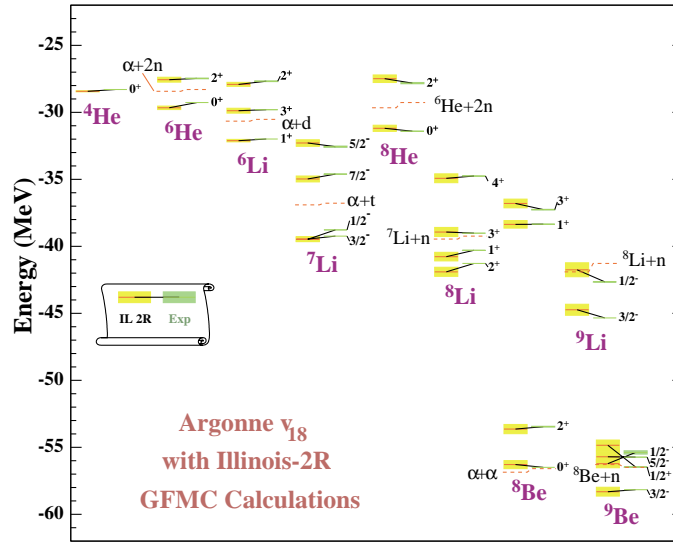 Energy (MeV)
-25
-30
-35
-40
-45
-50
-55
-60
α+2n
0⁺
⁴He
2⁺
0⁺
⁶He
2⁺
3⁺
α+d
1⁺
⁶Li
5/2⁻
7/2⁻
α+t
1/2⁻
3/2⁻
⁷Li
2⁺
⁶He+2n
0⁺
⁸He
4⁺
⁷Li+n
3⁺
1⁺
2⁺
⁸Li
3⁺
1⁺
⁸Li+n
1/2⁻
3/2⁻
⁹Li
IL 2R Exp
2⁺
0⁺
α+α
⁸Be
⁸Be+n
1/2⁻
5/2⁻
1/2⁺
3/2⁻
⁹Be
Argonne v₁₈
with Illinois-2R
GFMC Calculations